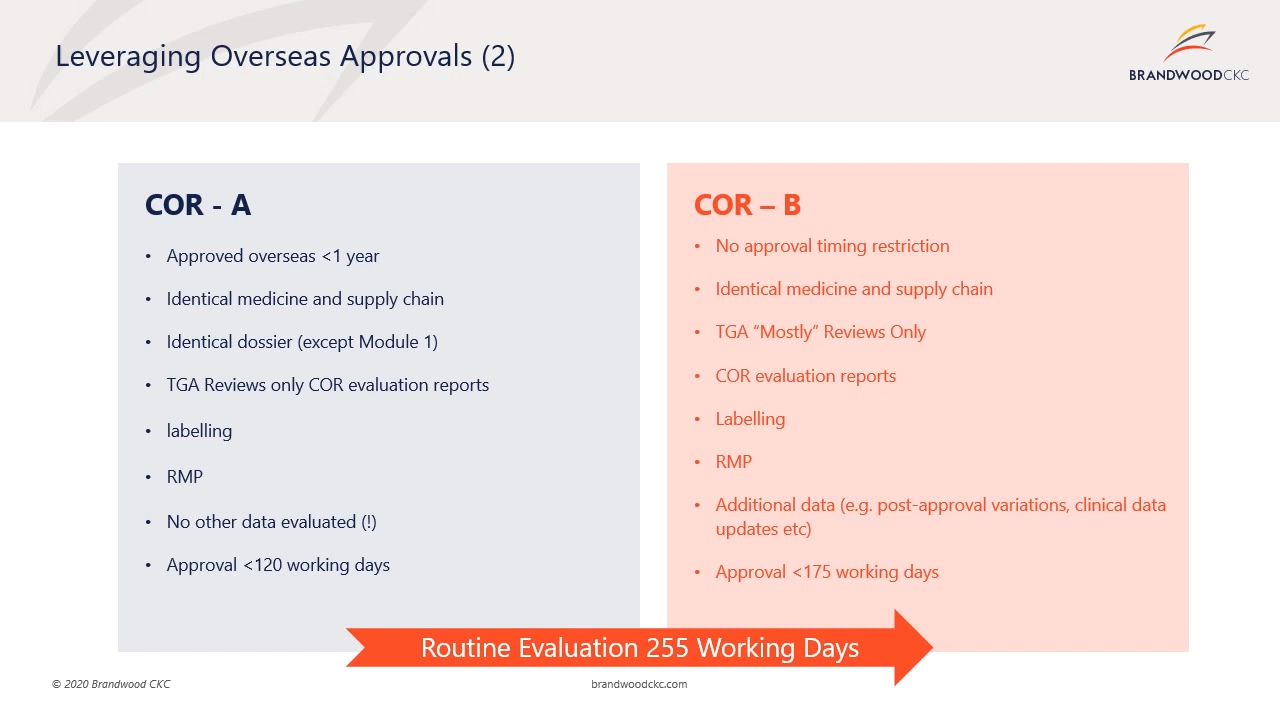 Leveraging Overseas Approvals (2)
BRANDWOODCKC
COR - A
• Approved overseas <1 year
• Identical medicine and supply chain
• Identical dossier (except Module 1)
• TGA Reviews only COR evaluation reports
• labelling
• RMP
• No other data evaluated (!)
• Approval <120 working days
COR – B
• No approval timing restriction
• Identical medicine and supply chain
• TGA “Mostly” Reviews Only
• COR evaluation reports
• Labelling
• RMP
• Additional data (e.g. post-approval variations, clinical data
updates etc)
• Approval <175 working days
Routine Evaluation 255 Working Days
© 2020 Brandwood CKC
brandwoodckc.com